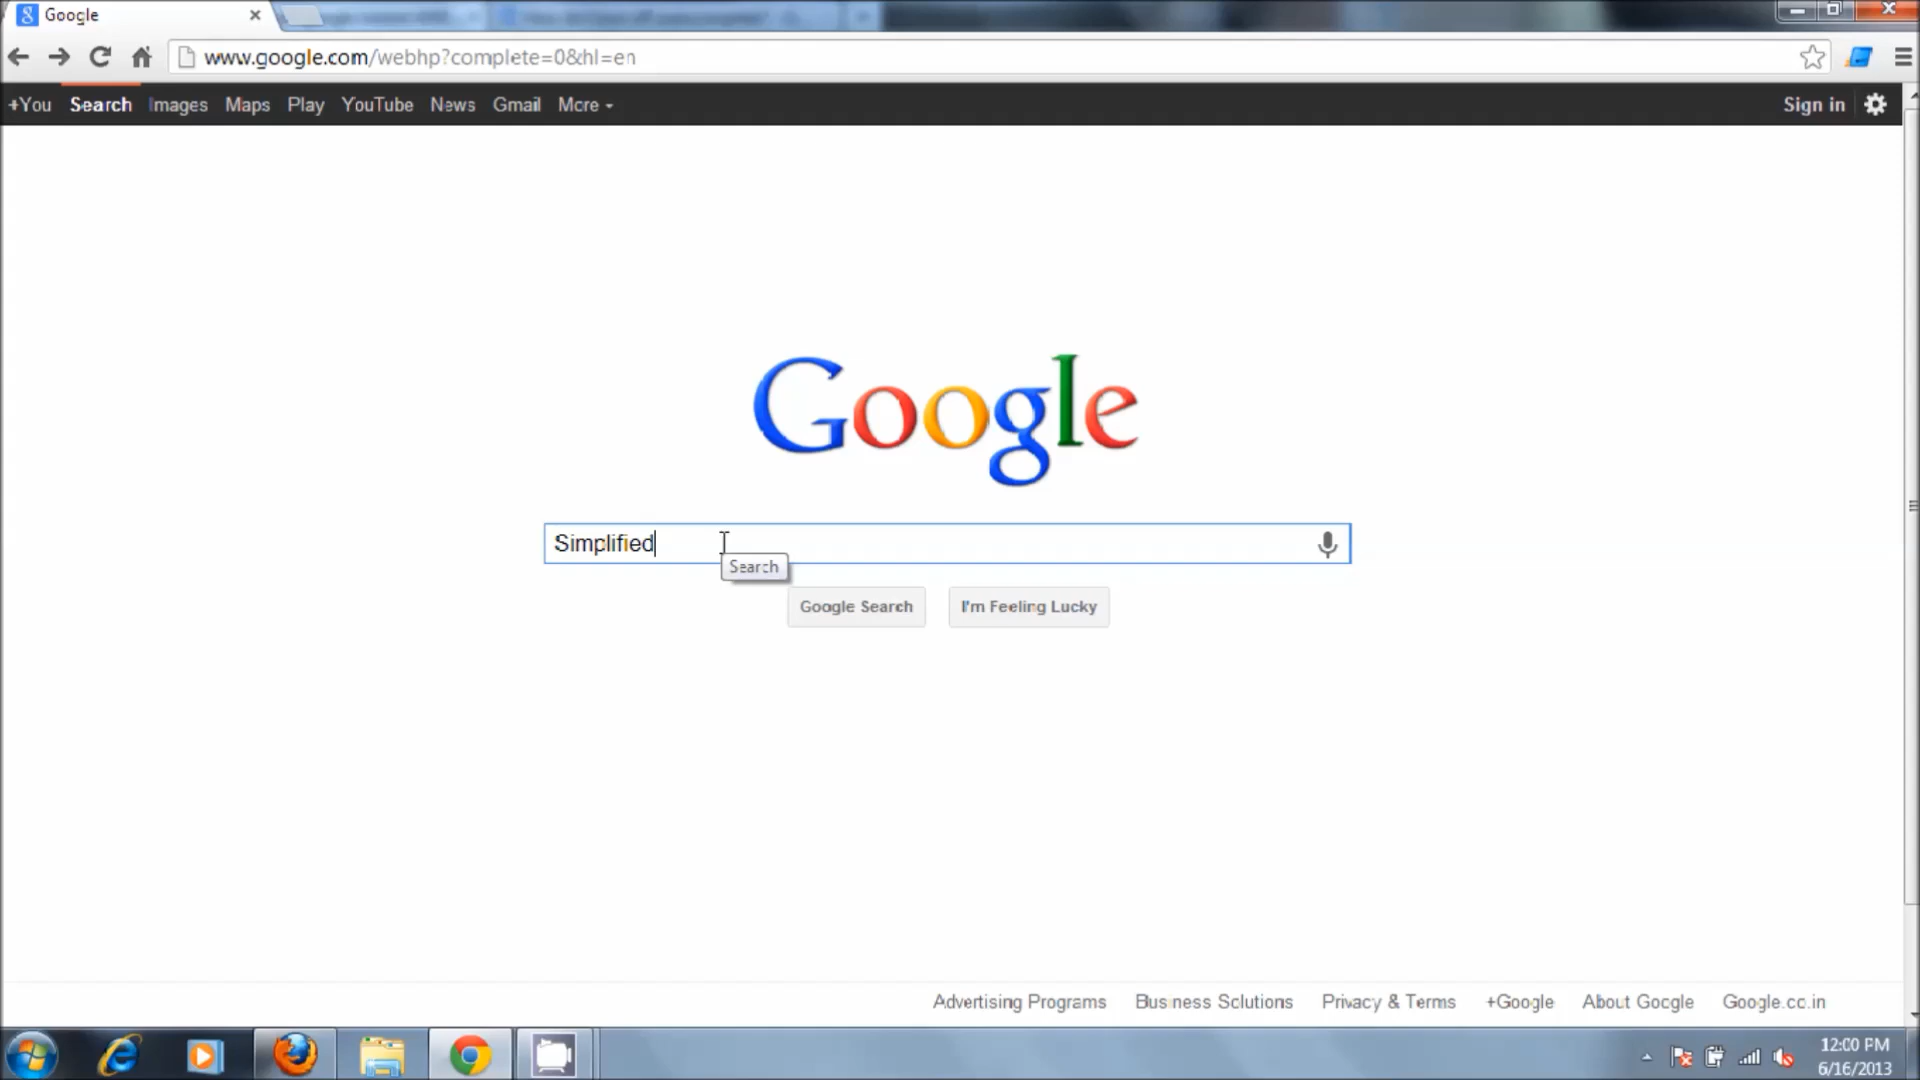 Google
www.google.com/webhp?complete=0&hl=en
+You Search Images Maps Play YouTube News Gmail More Sign in
Google
Simplified
Search
Google Search I'm Feeling Lucky
Advertising Programs Business Solutions Privacy & Terms +Google About Google Google.co.in
12:00 PM
6/16/2013